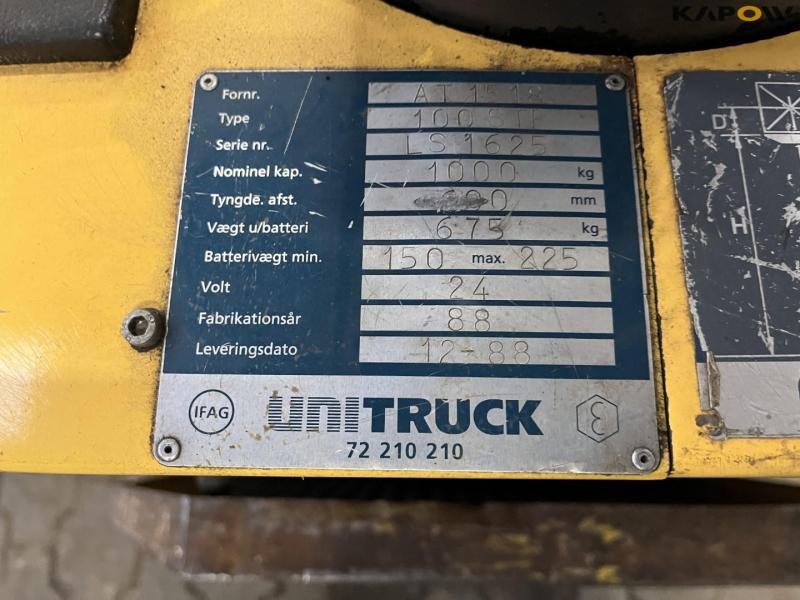 KAPOW
Fornr. AT 1518
Type 100 STF
Serie nr. LS 1625
Nominel kap. 1000 kg
Tyngde. afst. mm
Vægt u/batteri 675 kg
Batterivægt min. 150 max. 225
Volt 24
Fabrikationsår 88
Leveringsdato 12-88
IFAG UNITRUCK Ɛ
72 210 210
D
H